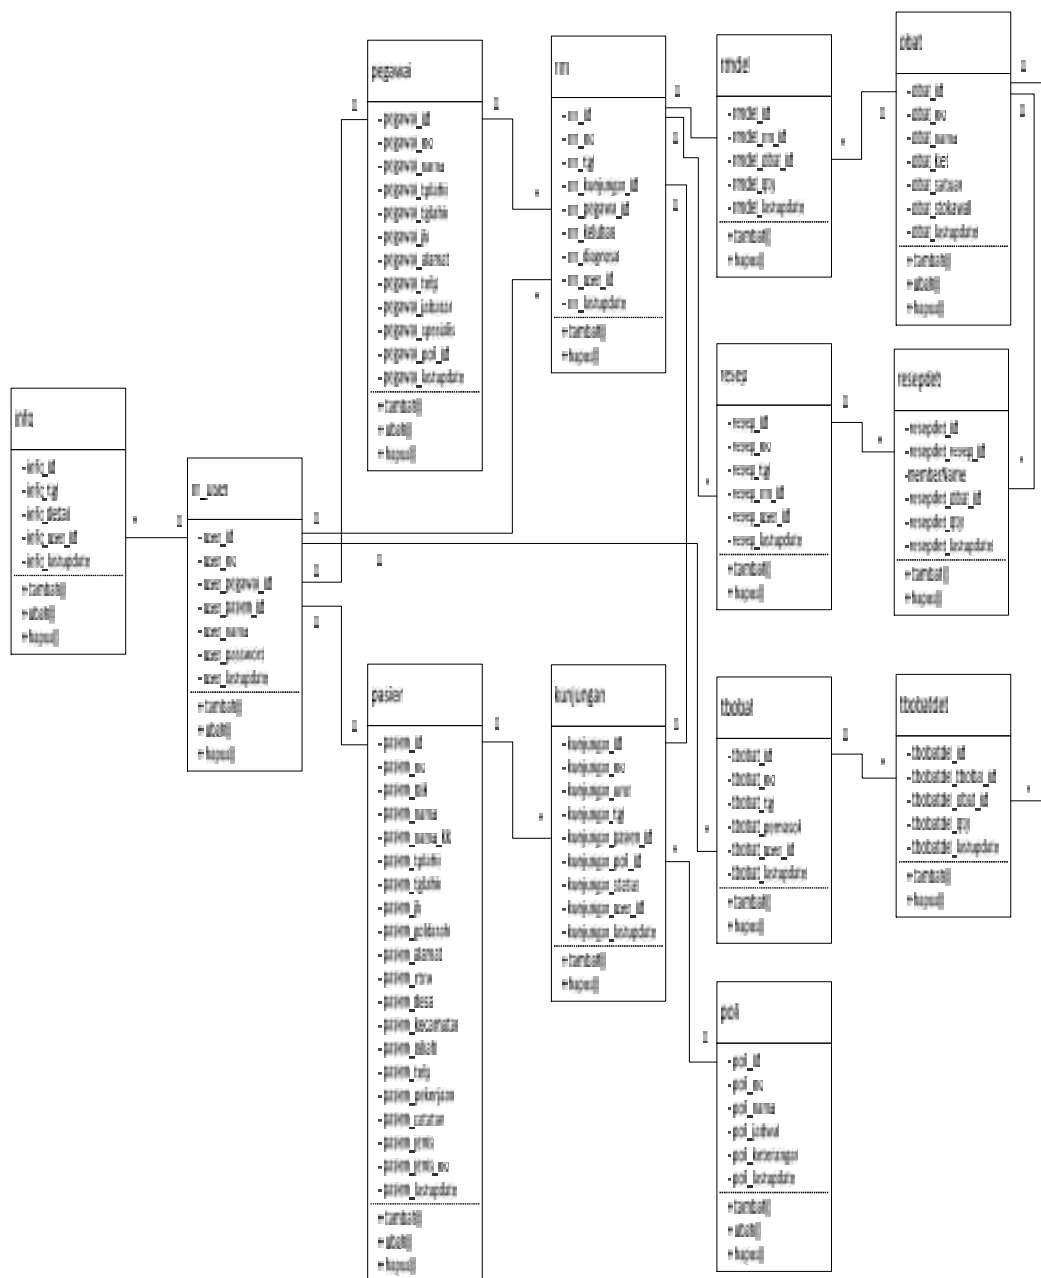 pegawai
-pegawai_id
-pegawai_no
-pegawai_nama
-pegawai_tgllahir
-pegawai_jk
-pegawai_alamat
-pegawai_telp
-pegawai_jabatan
-pegawai_spesialis
-pegawai_poli_id
-pegawai_lastupdate
+tambah()
+ubah()
+hapus()
rm
-rm_id
-rm_no
-rm_tgl
-rm_kunjungan_id
-rm_pegawai_id
-rm_keluhan
-rm_diagnosa
-rm_user_id
-rm_lastupdate
+tambah()
+hapus()
rmdet
-rmdet_id
-rmdet_rm_id
-rmdet_obat_id
-rmdet_qty
-rmdet_lastupdate
+tambah()
+hapus()
obat
-obat_id
-obat_no
-obat_nama
-obat_ket
-obat_satuan
-obat_stokawal
-obat_lastupdate
+tambah()
+ubah()
+hapus()
info
-info_id
-info_tgl
-info_detail
-info_user_id
-info_lastupdate
+tambah()
+ubah()
+hapus()
m_user
-user_id
-user_no
-user_pegawai_id
-user_pasien_id
-user_nama
-user_password
-user_lastupdate
+tambah()
+ubah()
+hapus()
resep
-resep_id
-resep_no
-resep_tgl
-resep_rm_id
-resep_user_id
-resep_lastupdate
+tambah()
+hapus()
resepdet
-resepdet_id
-resepdet_resep_id
-memberName
-resepdet_obat_id
-resepdet_qty
-resepdet_lastupdate
+tambah()
+hapus()
pasien
-pasien_id
-pasien_no
-pasien_nik
-pasien_nama
-pasien_nama_KK
-pasien_jk
-pasien_goldarah
-pasien_alamat
-pasien_rtrw
-pasien_desa
-pasien_kecamatan
-pasien_telp
-pasien_pekerjaan
-pasien_catatan
-pasien_jenis
-pasien_jenis_no
-pasien_lastupdate
+tambah()
+ubah()
+hapus()
kunjungan
-kunjungan_id
-kunjungan_no
-kunjungan_urut
-kunjungan_tgl
-kunjungan_pasien_id
-kunjungan_poli_id
-kunjungan_status
-kunjungan_user_id
-kunjungan_lastupdate
+tambah()
+hapus()
tbobat
-tbobat_id
-tbobat_no
-tbobat_tgl
-tbobat_pemasok
-tbobat_user_id
-tbobat_lastupdate
+tambah()
+hapus()
tbobatdet
-tbobatdet_id
-tbobatdet_tbobat_id
-tbobatdet_obat_id
-tbobatdet_qty
-tbobatdet_lastupdate
+tambah()
+hapus()
poli
-poli_id
-poli_no
-poli_nama
-poli_jadwal
-poli_keterangan
-poli_lastupdate
+tambah()
+ubah()
+hapus()